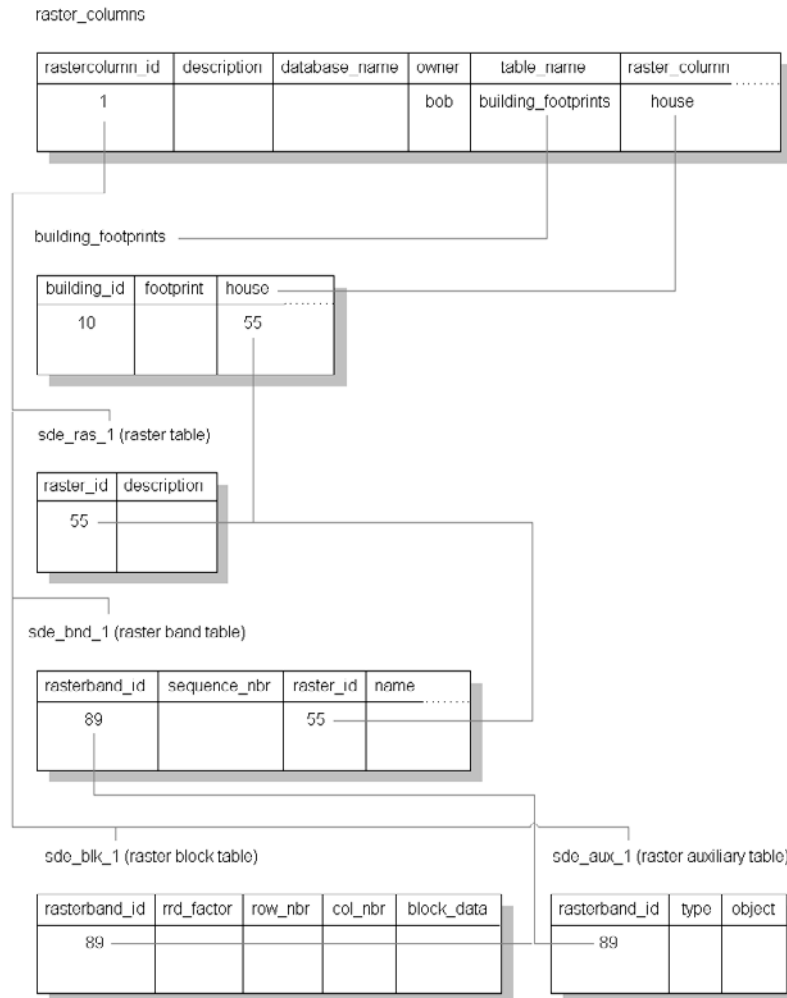 raster_columns
rastercolumn_id description database_name owner table_name raster_column
1 bob building_footprints house
building_footprints
building_id footprint house
10 55
sde_ras_1 (raster table)
raster_id description
55
sde_bnd_1 (raster band table)
rasterband_id sequence_nbr raster_id name
89 55
sde_blk_1 (raster block table) sde_aux_1 (raster auxiliary table)
rasterband_id rrd_factor row_nbr col_nbr block_data rasterband_id type object
89 89